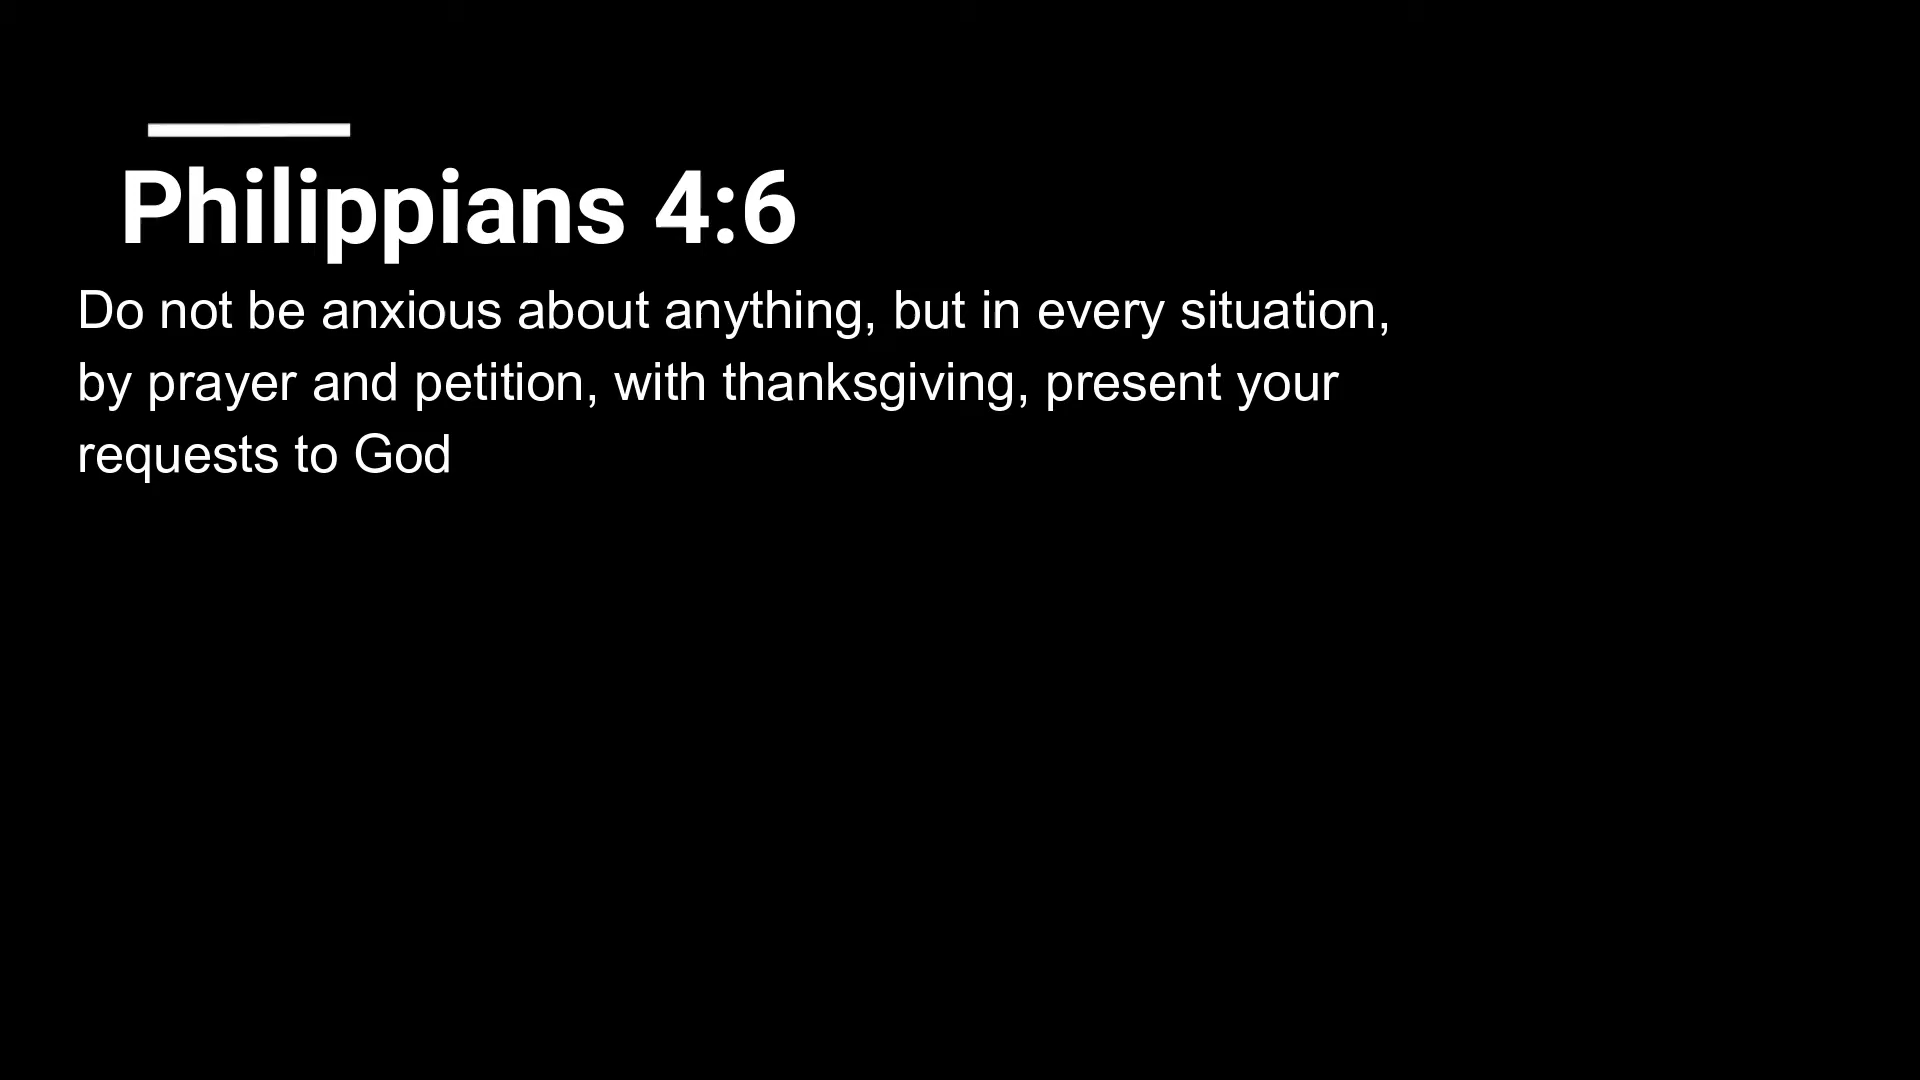 Philippians 4:6
Do not be anxious about anything, but in every situation,
by prayer and petition, with thanksgiving, present your
requests to God